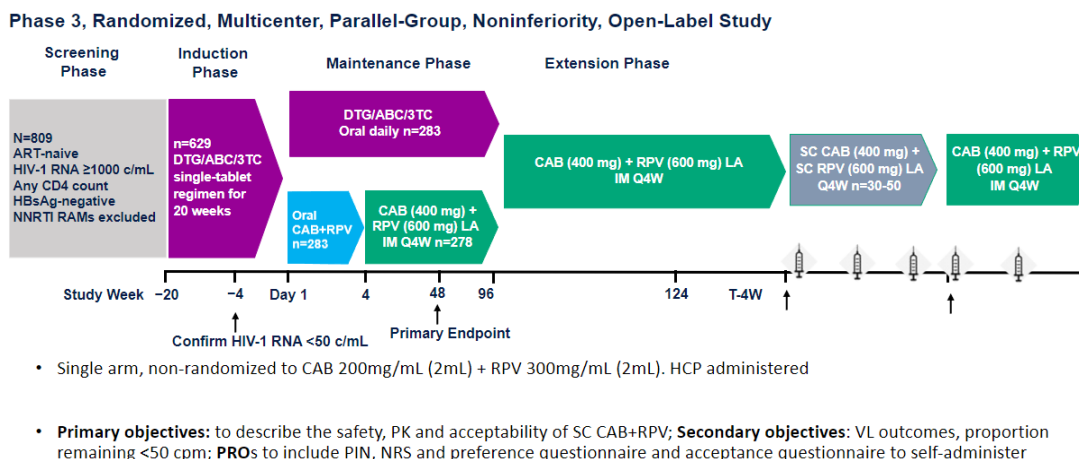 Phase 3, Randomized, Multicenter, Parallel-Group, Noninferiority, Open-Label Study
Screening
Phase
Induction
Phase
Maintenance Phase
Extension Phase
N=809
ART-naive
HIV-1 RNA ≥1000 c/mL
Any CD4 count
HBsAg-negative
NNRTI RAMs excluded
n=629
DTG/ABC/3TC
single-tablet
regimen for
20 weeks
DTG/ABC/3TC
Oral daily n=283
Oral
CAB+RPV
n=283
CAB (400 mg) +
RPV (600 mg) LA
IM Q4W n=278
CAB (400 mg) + RPV (600 mg) LA
IM Q4W
SC CAB (400 mg) +
SC RPV (600 mg) LA
Q4W n=30-50
CAB (400 mg) + RPV
(600 mg) LA
IM Q4W
Study Week −20 −4 Day 1 4 48 96 124 T-4W
Confirm HIV-1 RNA <50 c/mL
Primary Endpoint
• Single arm, non-randomized to CAB 200mg/mL (2mL) + RPV 300mg/mL (2mL). HCP administered
• Primary objectives: to describe the safety, PK and acceptability of SC CAB+RPV; Secondary objectives: VL outcomes, proportion
remaining <50 cpm; PROs to include PIN, NRS and preference questionnaire and acceptance questionnaire to self-administer